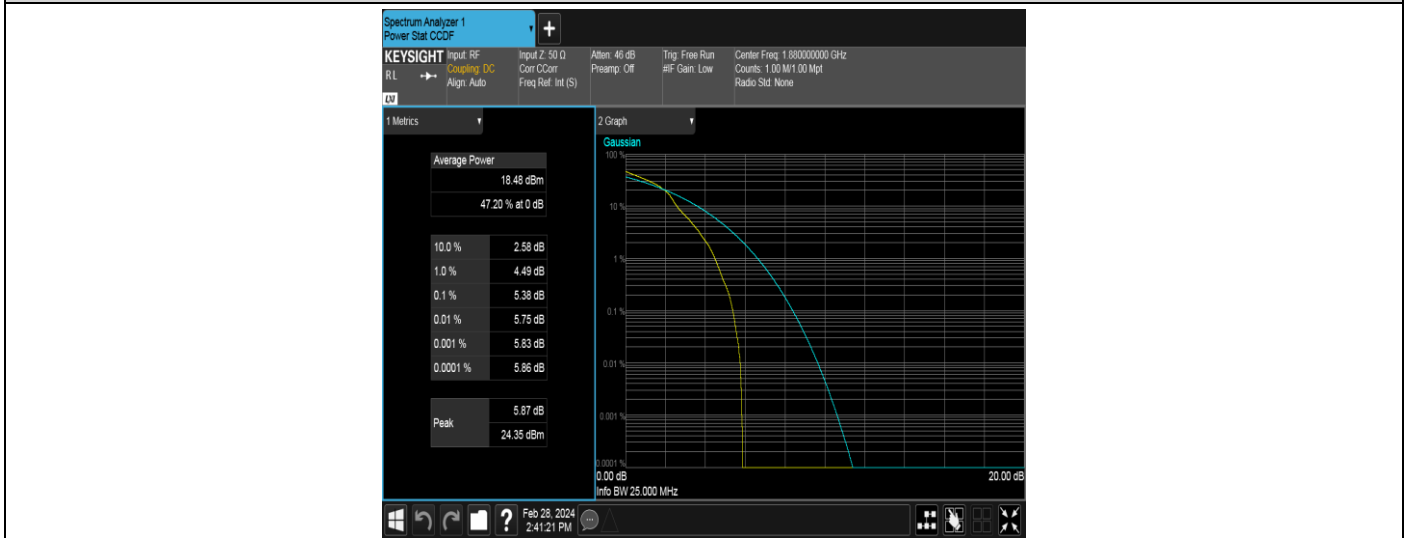 Spectrum Analyzer 1
Power Stat CCDF
+
KEYSIGHT
RL
LXI
Input: RF
Coupling: DC
Align: Auto
Input Z: 50 Ω
Corr CCorr
Freq Ref: Int (S)
Atten: 46 dB
Preamp: Off
Trig: Free Run
#IF Gain: Low
Center Freq: 1.880000000 GHz
Counts: 1.00 M/1.00 Mpt
Radio Std: None
1 Metrics
Average Power
18.48 dBm
47.20 % at 0 dB
10.0 % 2.58 dB
1.0 % 4.49 dB
0.1 % 5.38 dB
0.01 % 5.75 dB
0.001 % 5.83 dB
0.0001 % 5.86 dB
Peak
5.87 dB
24.35 dBm
2 Graph
Gaussian
100 %
10 %
1 %
0.1 %
0.01 %
0.001 %
0.0001 %
0.00 dB 20.00 dB
Info BW 25.000 MHz
?
Feb 28, 2024
2:41:21 PM